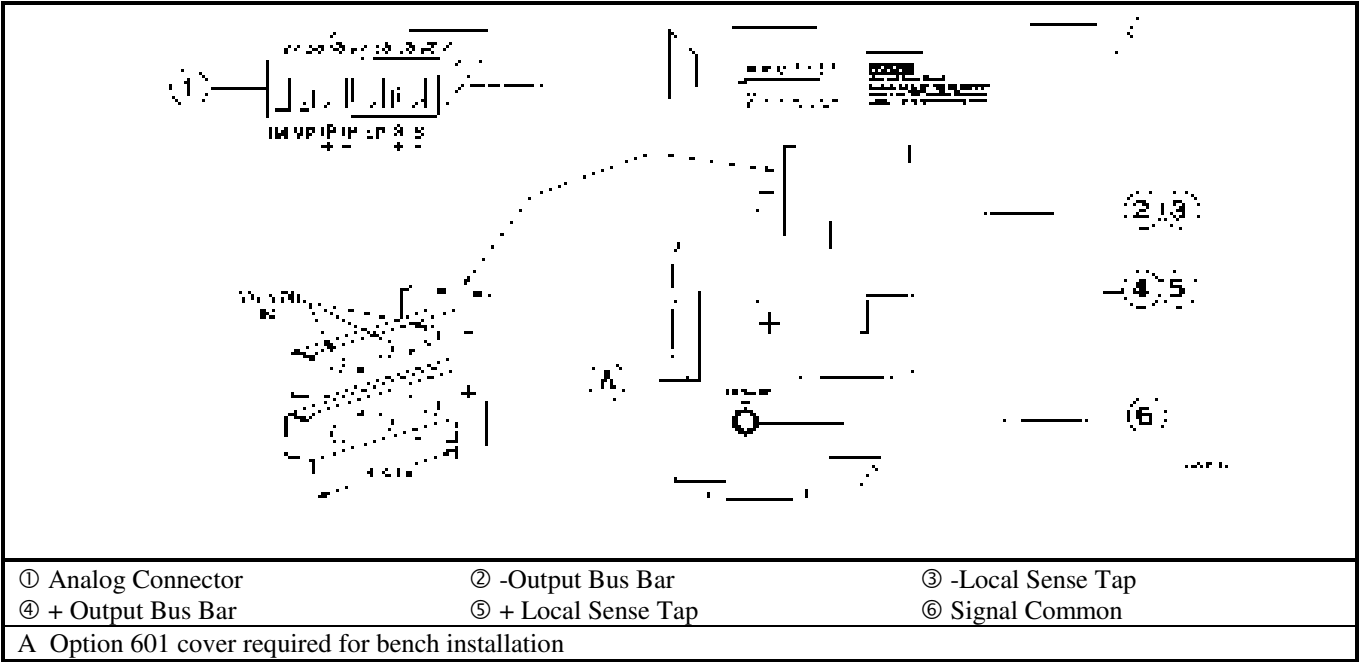 1
2 3
-
4 5
+
-
+
A
6
① Analog Connector ② -Output Bus Bar ③ -Local Sense Tap
④ + Output Bus Bar ⑤ + Local Sense Tap ⑥ Signal Common
A Option 601 cover required for bench installation